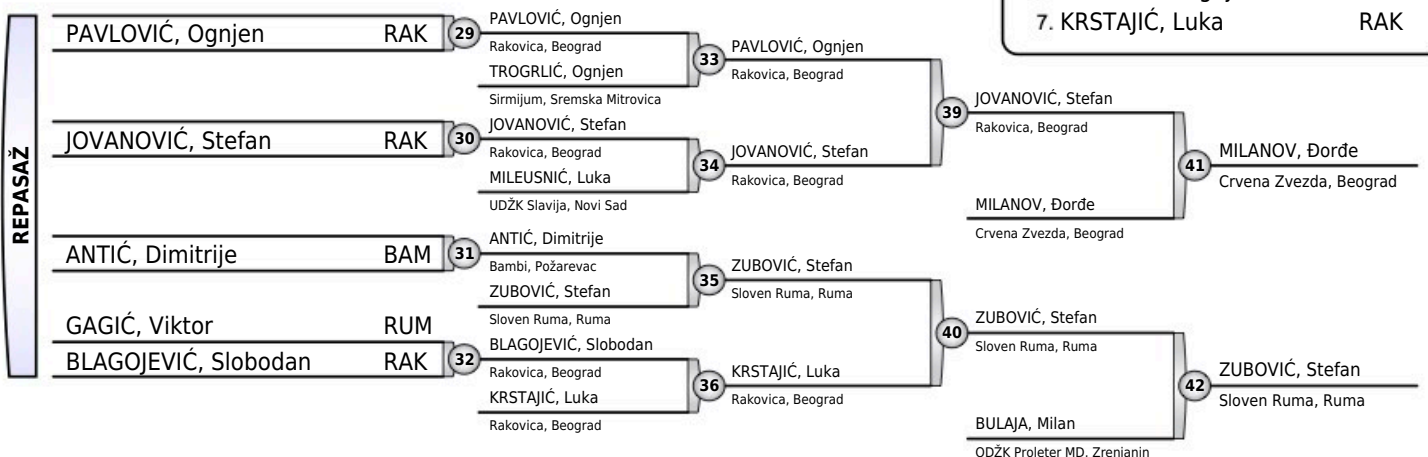 7. KRSTAJIĆ, Luka RAK
REPASAŽ
PAVLOVIĆ, Ognjen RAK
JOVANOVIĆ, Stefan RAK
ANTIĆ, Dimitrije BAM
GAGIĆ, Viktor RUM
BLAGOJEVIĆ, Slobodan RAK
29
30
31
32
PAVLOVIĆ, Ognjen
Rakovica, Beograd
TROGRLIĆ, Ognjen
Sirmijum, Sremska Mitrovica
JOVANOVIĆ, Stefan
Rakovica, Beograd
MILEUSNIĆ, Luka
UDŽK Slavija, Novi Sad
ANTIĆ, Dimitrije
Bambi, Požarevac
ZUBOVIĆ, Stefan
Sloven Ruma, Ruma
BLAGOJEVIĆ, Slobodan
Rakovica, Beograd
KRSTAJIĆ, Luka
Rakovica, Beograd
33
34
35
36
PAVLOVIĆ, Ognjen
Rakovica, Beograd
JOVANOVIĆ, Stefan
Rakovica, Beograd
ZUBOVIĆ, Stefan
Sloven Ruma, Ruma
KRSTAJIĆ, Luka
Rakovica, Beograd
39
40
JOVANOVIĆ, Stefan
Rakovica, Beograd
MILANOV, Đorđe
Crvena Zvezda, Beograd
ZUBOVIĆ, Stefan
Sloven Ruma, Ruma
BULAJA, Milan
ODŽK Proleter MD, Zrenjanin
41
42
MILANOV, Đorđe
Crvena Zvezda, Beograd
ZUBOVIĆ, Stefan
Sloven Ruma, Ruma